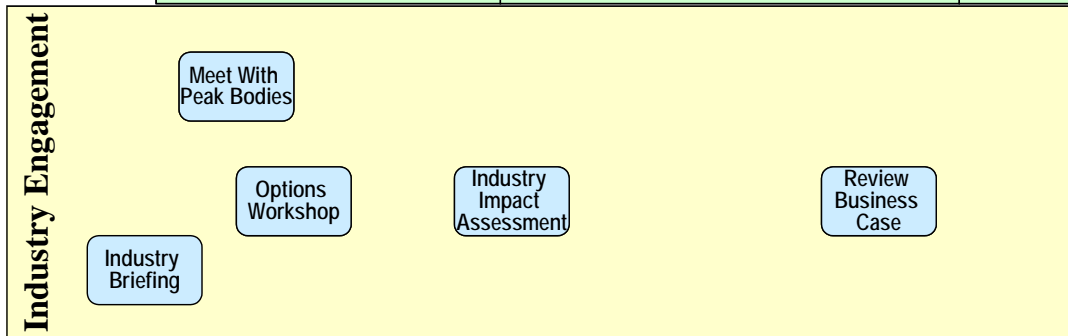 Industry Engagement
Meet With
Peak Bodies
Options
Workshop
Industry
Impact
Assessment
Review
Business
Case
Industry
Briefing